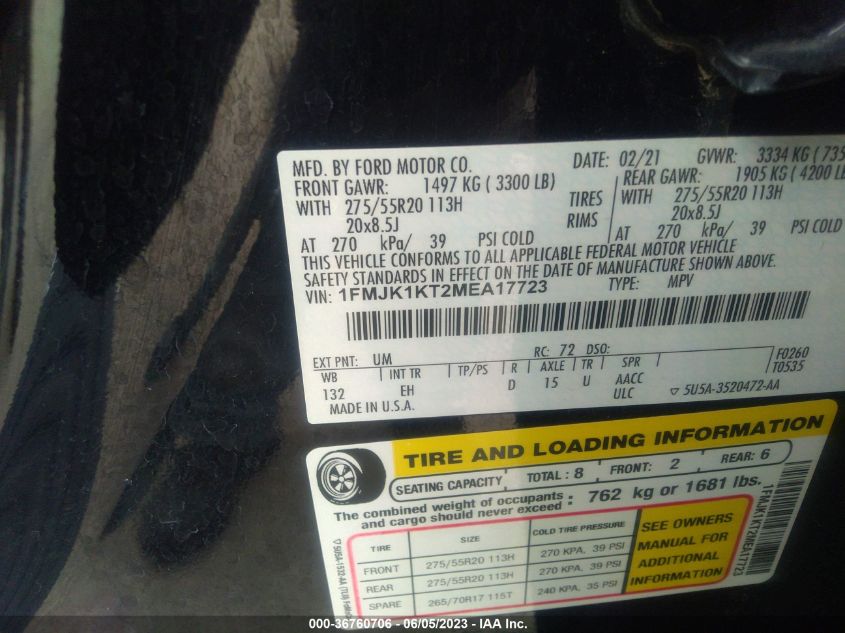 MFD. BY FORD MOTOR CO.
DATE: 02/21 GVWR: 3334 KG ( 735
FRONT GAWR: 1497 KG ( 3300 LB)
REAR GAWR: 1905 KG ( 4200 LB
WITH 275/55R20 113H TIRES WITH 275/55R20 113H
20x8.5J RIMS 20x8.5J
AT 270 kPa/ 39 PSI COLD AT 270 kPa/ 39 PSI COLD
THIS VEHICLE CONFORMS TO ALL APPLICABLE FEDERAL MOTOR VEHICLE
SAFETY STANDARDS IN EFFECT ON THE DATE OF MANUFACTURE SHOWN ABOVE.
VIN: 1FMJK1KT2MEA17723 TYPE: MPV
EXT PNT: UM RC: 72 DSO: F0260
WB INT TR TP/PS R AXLE TR SPR T0535
132 EH D 15 U AACC
ULC 5U5A-3520472-AA
MADE IN U.S.A.
TIRE AND LOADING INFORMATION
SEATING CAPACITY TOTAL : 8 FRONT: 2 REAR: 6
The combined weight of occupants
and cargo should never exceed : 762 kg or 1681 lbs.
TIRE SIZE COLD TIRE PRESSURE
FRONT 275/55R20 113H 270 KPA, 39 PSI
REAR 275/55R20 113H 270 KPA, 39 PSI
SPARE 265/70R17 115T 240 KPA, 35 PSI
SEE OWNERS
MANUAL FOR
ADDITIONAL
INFORMATION
1FMJK1KT2MEA17723
5U5A-1532-AA
000-36760706 - 06/05/2023 - IAA Inc.